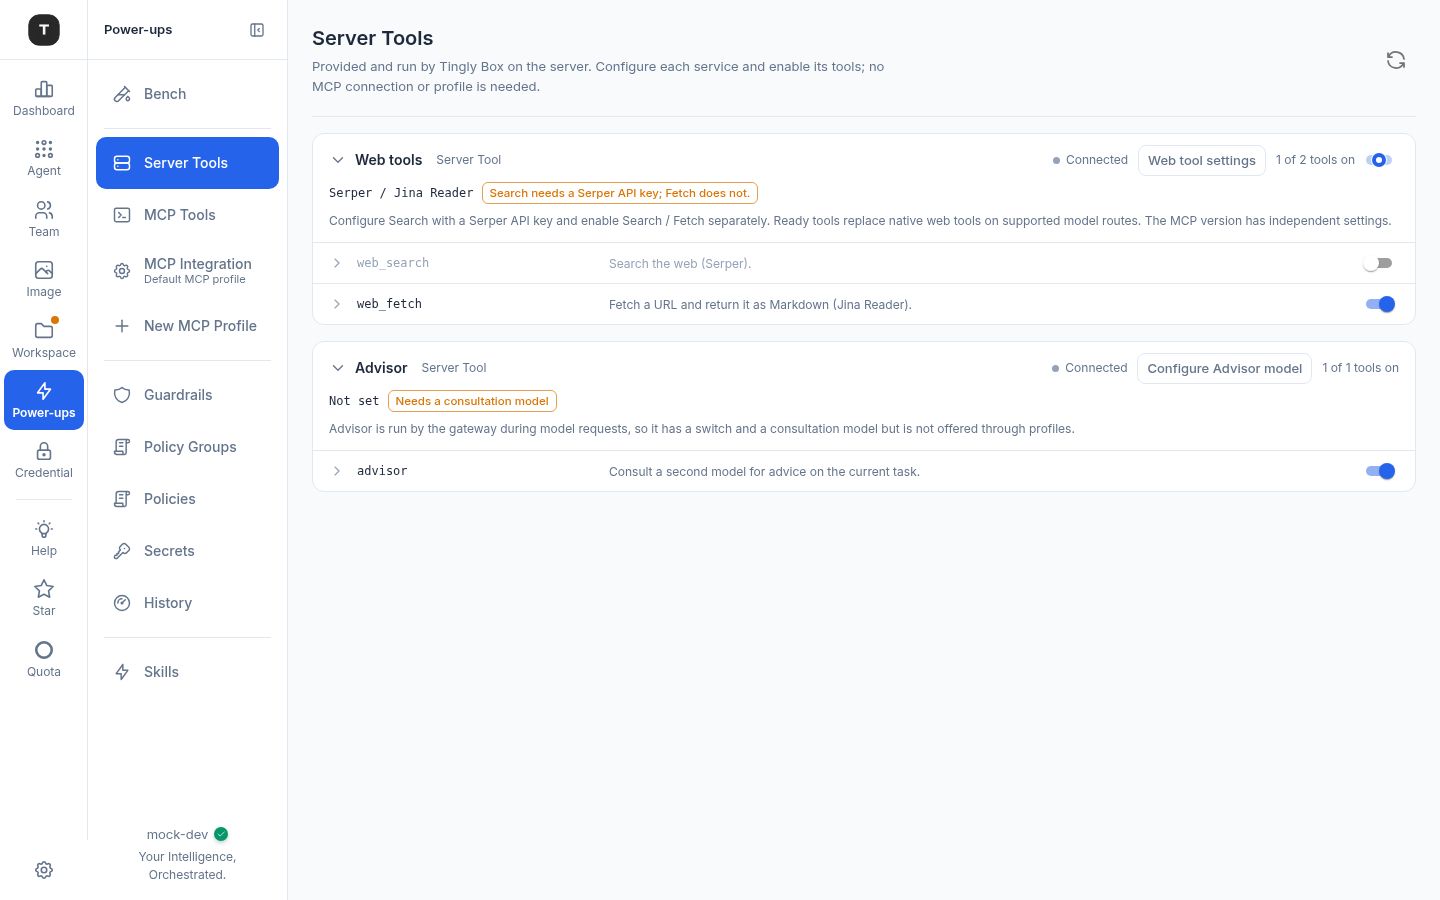 T
Dashboard
Agent
Team
Image
Workspace
Power-ups
Credential
Help
Star
Quota
Power-ups
Bench
Server Tools
MCP Tools
MCP Integration
Default MCP profile
New MCP Profile
Guardrails
Policy Groups
Policies
Secrets
History
Skills
mock-dev
Your Intelligence,
Orchestrated.
Server Tools
Provided and run by Tingly Box on the server. Configure each service and enable its tools; no
MCP connection or profile is needed.
Web tools Server Tool Connected Web tool settings 1 of 2 tools on
Serper / Jina Reader Search needs a Serper API key; Fetch does not.
Configure Search with a Serper API key and enable Search / Fetch separately. Ready tools replace native web tools on supported model routes. The MCP version has independent settings.
web_search Search the web (Serper).
web_fetch Fetch a URL and return it as Markdown (Jina Reader).
Advisor Server Tool Connected Configure Advisor model 1 of 1 tools on
Not set Needs a consultation model
Advisor is run by the gateway during model requests, so it has a switch and a consultation model but is not offered through profiles.
advisor Consult a second model for advice on the current task.